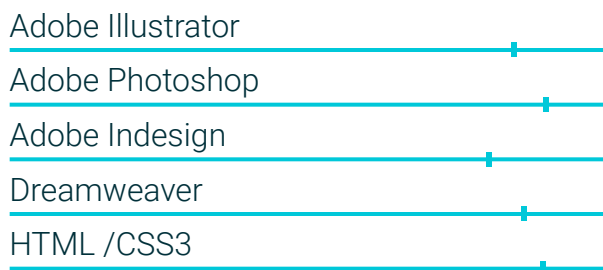 Adobe Illustrator
Adobe Photoshop
Adobe Indesign
Dreamweaver
HTML /CSS3